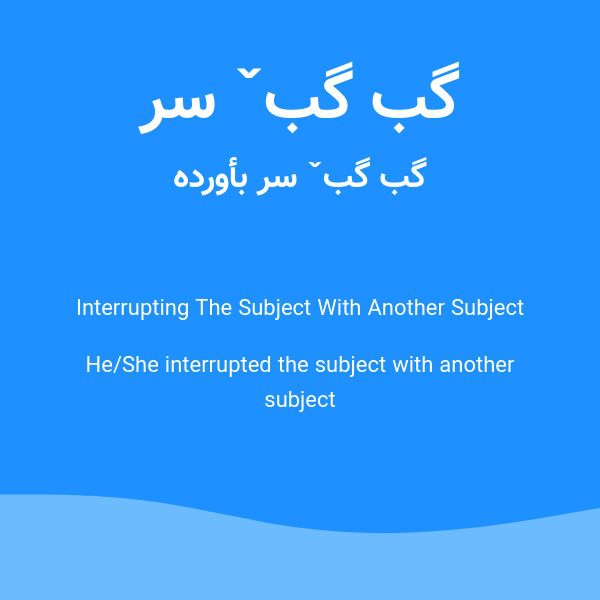 گب گبˇ سر
گب گبˇ سر بأورده
Interrupting The Subject With Another Subject
He/She interrupted the subject with another
subject